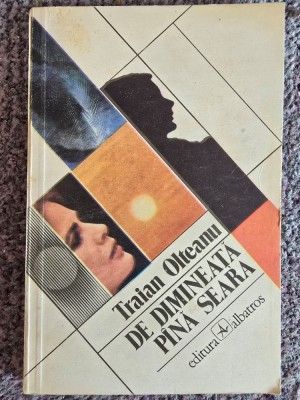 Traian Olteanu
DE DIMINEAȚĂ
PÎNĂ SEARA
editura A albatros